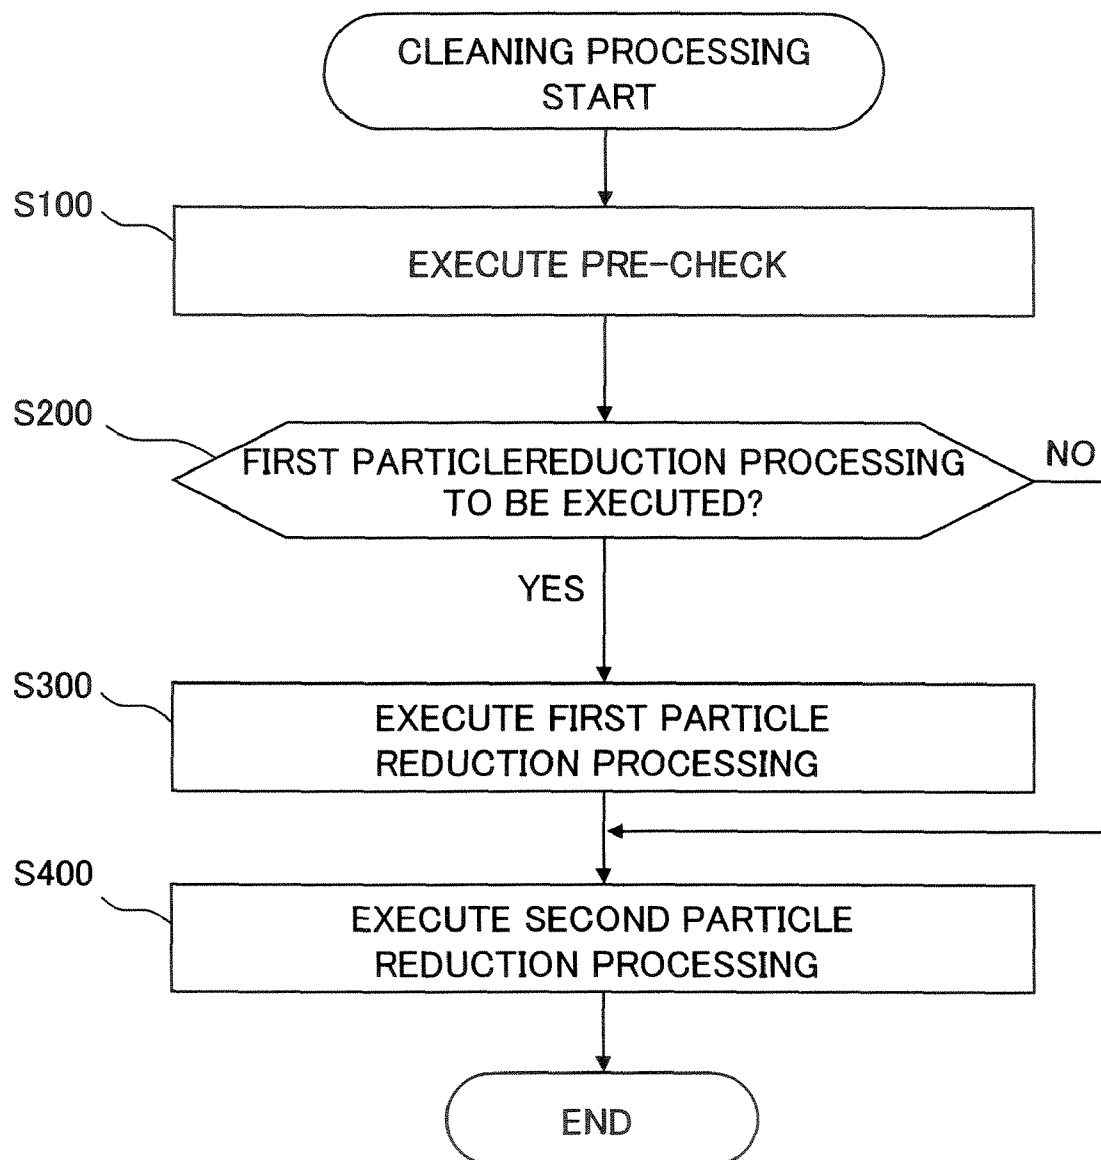 CLEANING PROCESSING
START
S100
EXECUTE PRE-CHECK
S200
FIRST PARTICLEREDUCTION PROCESSING
TO BE EXECUTED?
NO
YES
S300
EXECUTE FIRST PARTICLE
REDUCTION PROCESSING
S400
EXECUTE SECOND PARTICLE
REDUCTION PROCESSING
END